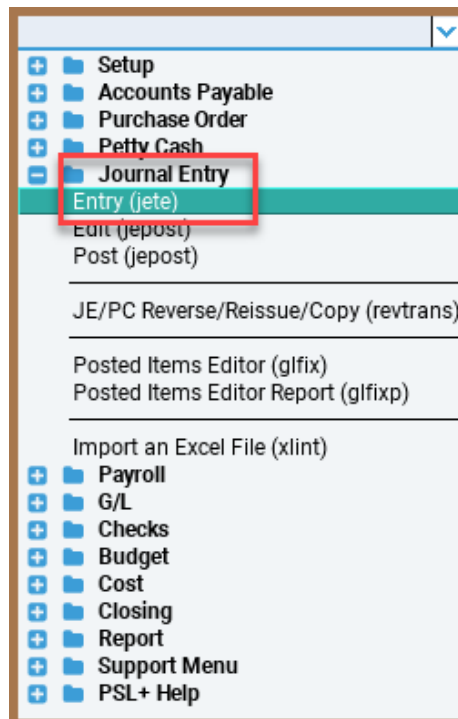 Setup
Accounts Payable
Purchase Order
Petty Cash
Journal Entry
Entry (jete)
Edit (jepost)
Post (jepost)
JE/PC Reverse/Reissue/Copy (revtrans)
Posted Items Editor (glfix)
Posted Items Editor Report (glfixp)
Import an Excel File (xlint)
Payroll
G/L
Checks
Budget
Cost
Closing
Report
Support Menu
PSL+ Help